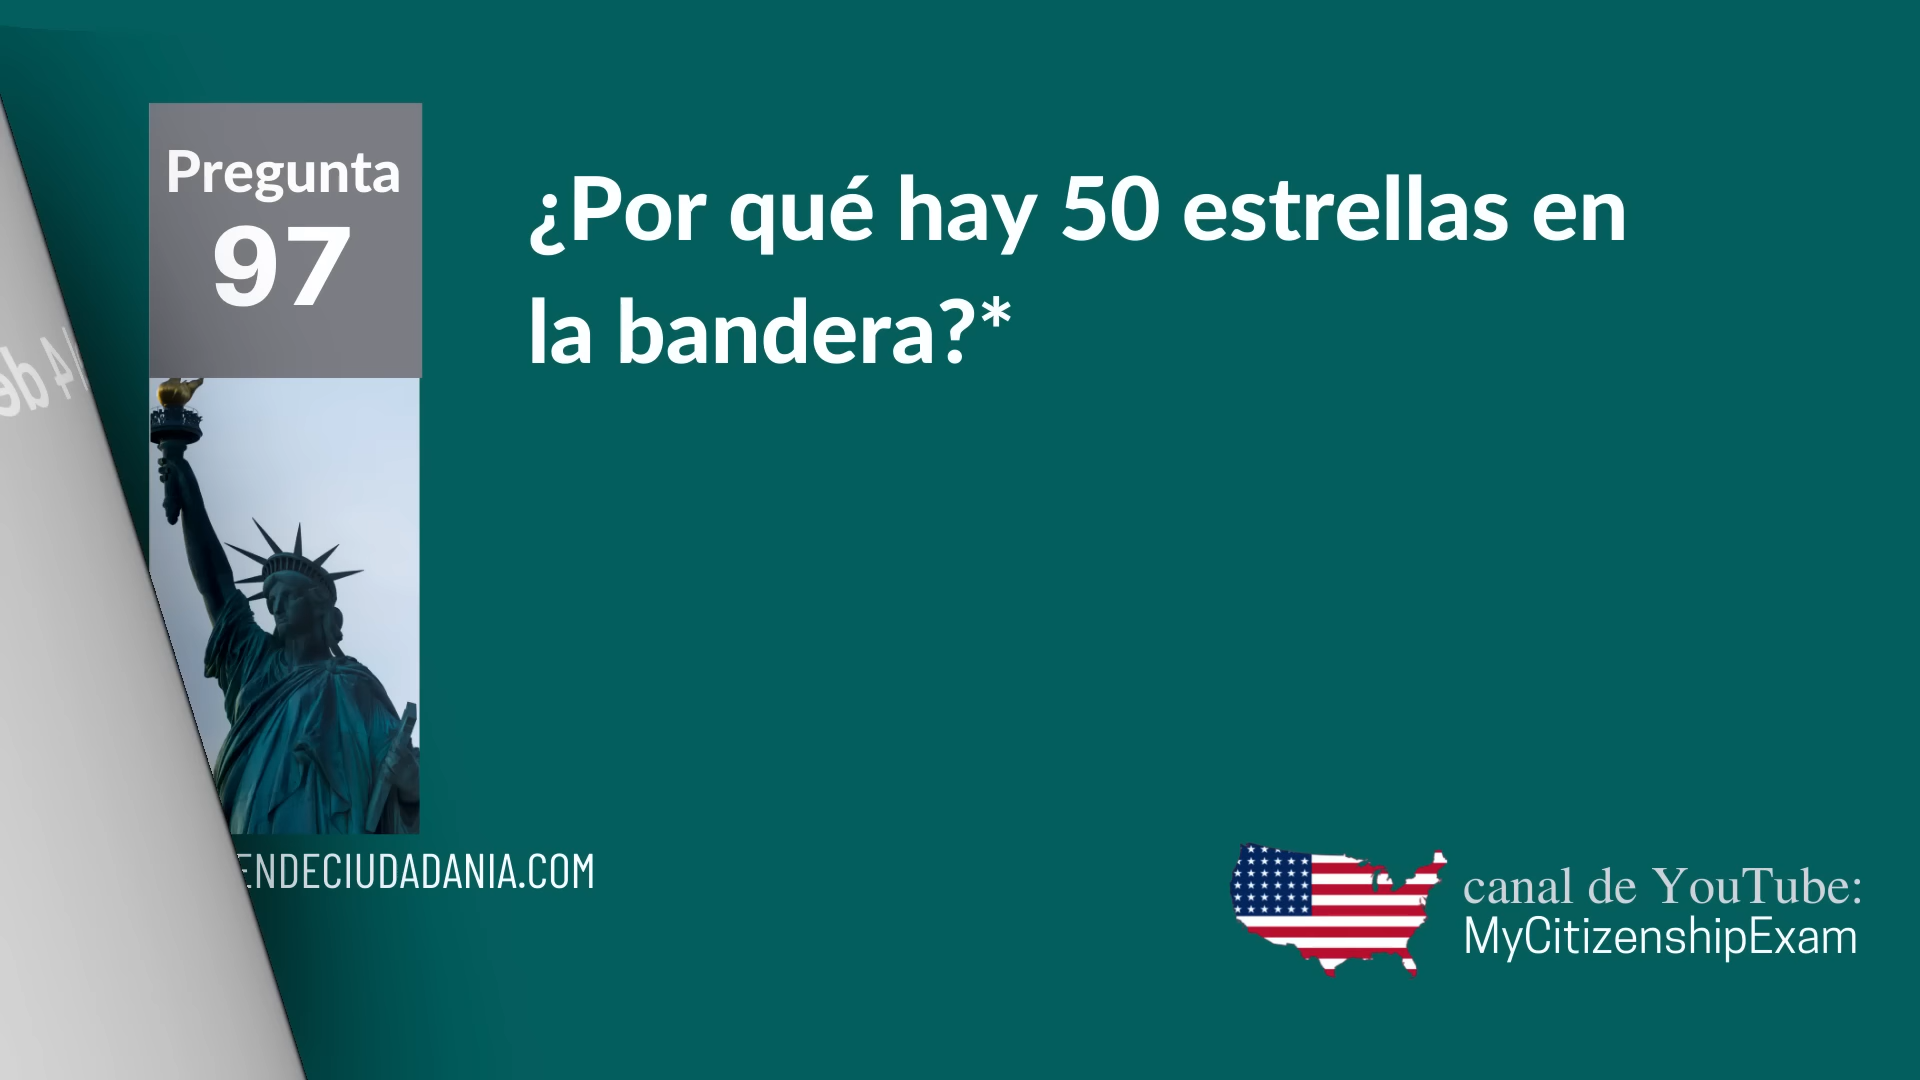 Pregunta
97
¿Por qué hay 50 estrellas en
la bandera?*
ENDECIUDADANIA.COM
canal de YouTube:
MyCitizenshipExam